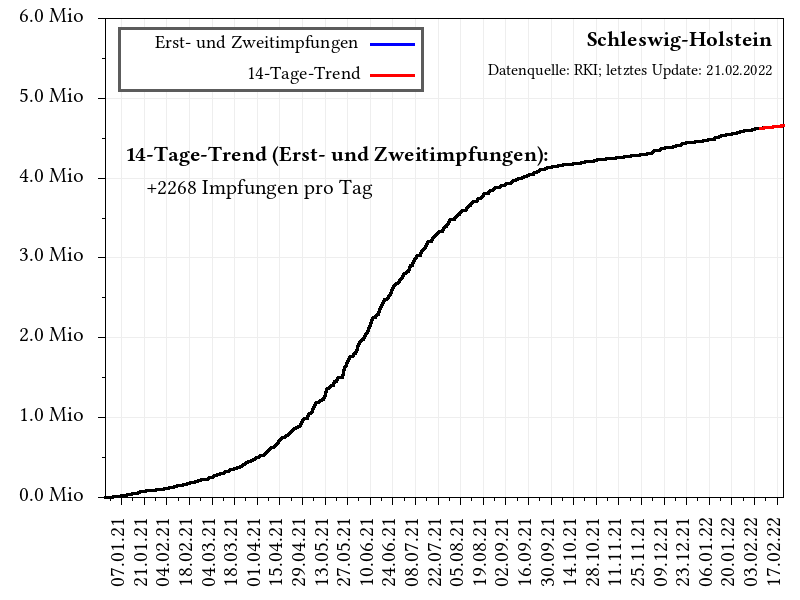 6.0 Mio
5.0 Mio
4.0 Mio
3.0 Mio
2.0 Mio
1.0 Mio
0.0 Mio
Erst- und Zweitimpfungen
14-Tage-Trend
Schleswig-Holstein
Datenquelle: RKI; letztes Update: 21.02.2022
14-Tage-Trend (Erst- und Zweitimpfungen):
+2268 Impfungen pro Tag
07.01.21
21.01.21
04.02.21
18.02.21
04.03.21
18.03.21
01.04.21
15.04.21
29.04.21
13.05.21
27.05.21
10.06.21
24.06.21
08.07.21
22.07.21
05.08.21
19.08.21
02.09.21
16.09.21
30.09.21
14.10.21
28.10.21
11.11.21
25.11.21
09.12.21
23.12.21
06.01.22
20.01.22
03.02.22
17.02.22